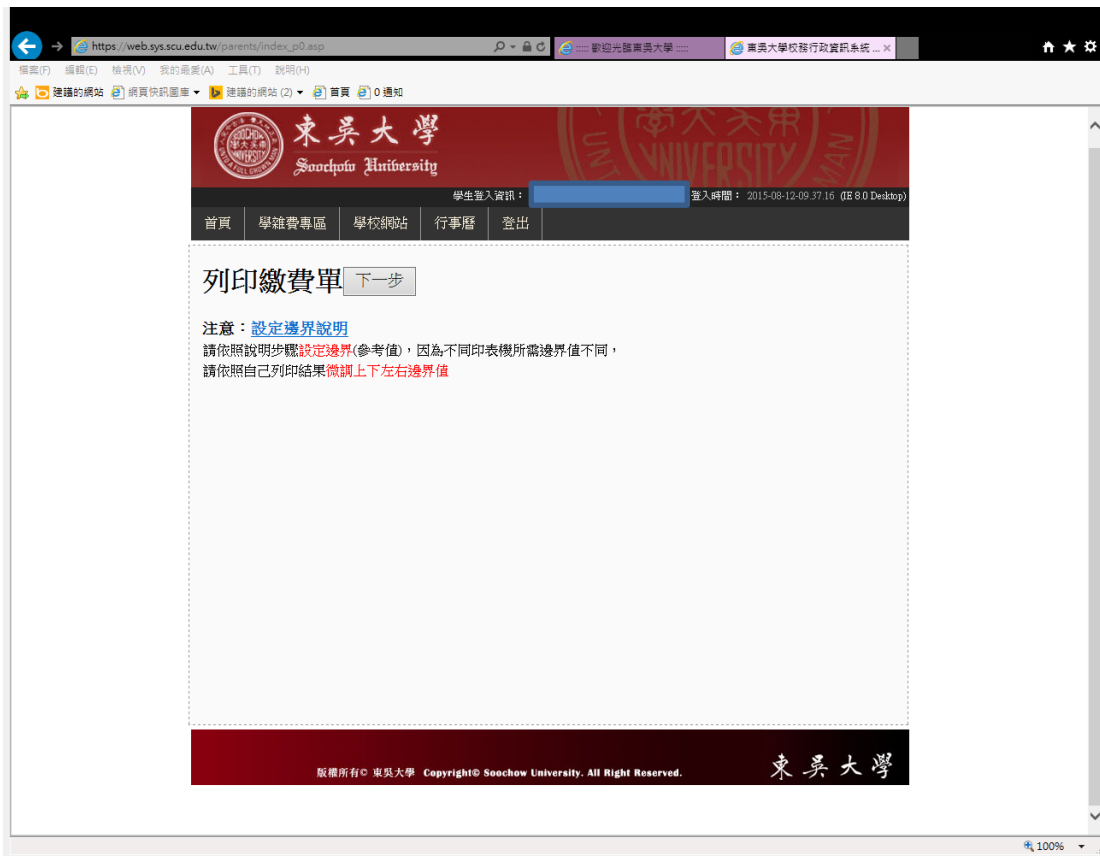 https://web.sys.scu.edu.tw/parents/index_p0.asp
::::: 歡迎光臨東吳大學 :::::
東吳大學校務行政資訊系統 ...
檔案(F) 編輯(E) 檢視(V) 我的最愛(A) 工具(T) 說明(H)
建議的網站 網頁快訊圖庫 建議的網站 (2) 首頁 0 通知
東吳大學
Soochow University
SOOCHOW
UNIVERSITY
學生登入資訊： 登入時間： 2015-08-12-09.37.16 (IE 8.0 Desktop)
首頁 學雜費專區 學校網站 行事曆 登出
列印繳費單 下一步
注意：設定邊界說明
請依照說明步驟設定邊界(參考值)，因為不同印表機所需邊界值不同，
請依照自己列印結果微調上下左右邊界值
版權所有© 東吳大學 Copyright© Soochow University. All Right Reserved.
東吳大學
100%